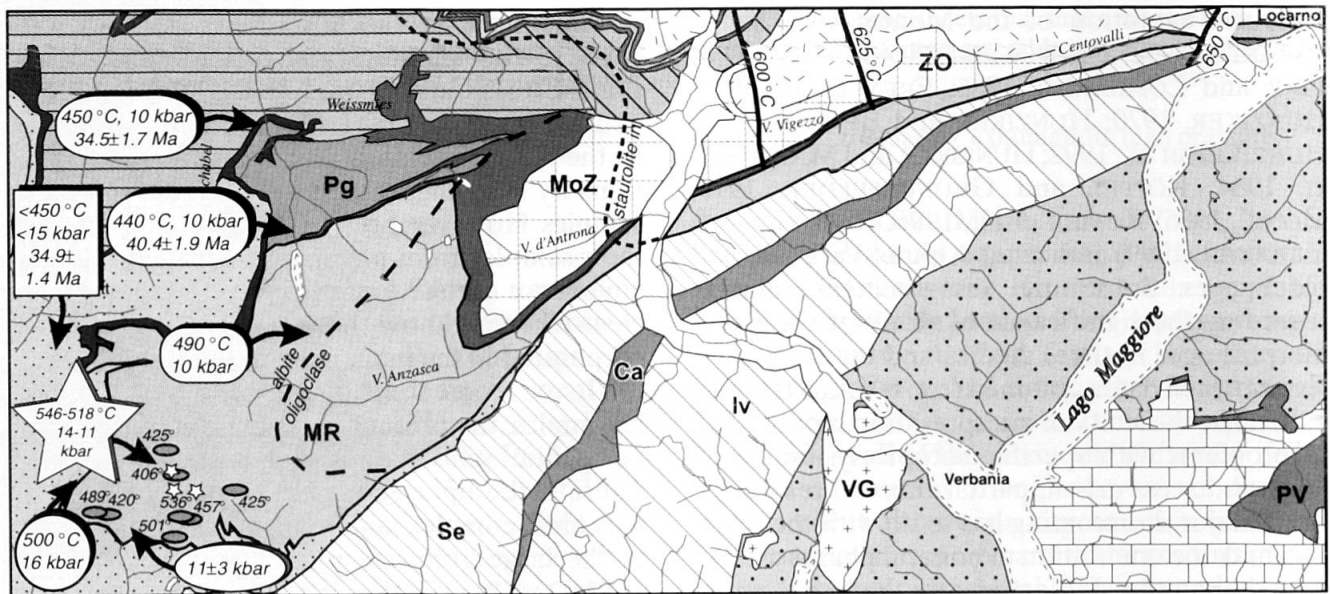 Locarno
600 °C
625 °C
ZO
Centovalli
650 °C
450 °C, 10 kbar
34.5±1.7 Ma
Weissmies
V. Vigezzo
chabel
Pg
MoZ
staurolite in
<450 °C
<15 kbar
34.9±
1.4 Ma
440 °C, 10 kbar
40.4±1.9 Ma
V. d'Antrona
tt
490 °C
10 kbar
albite
oligoclase
V. Anzasca
Ca
Iv
Lago Maggiore
546-518 °C
14-11
kbar
425°
406°
MR
489°
420°
536°
457°
425°
501°
Se
VG
Verbania
PV
500 °C
16 kbar
11±3 kbar